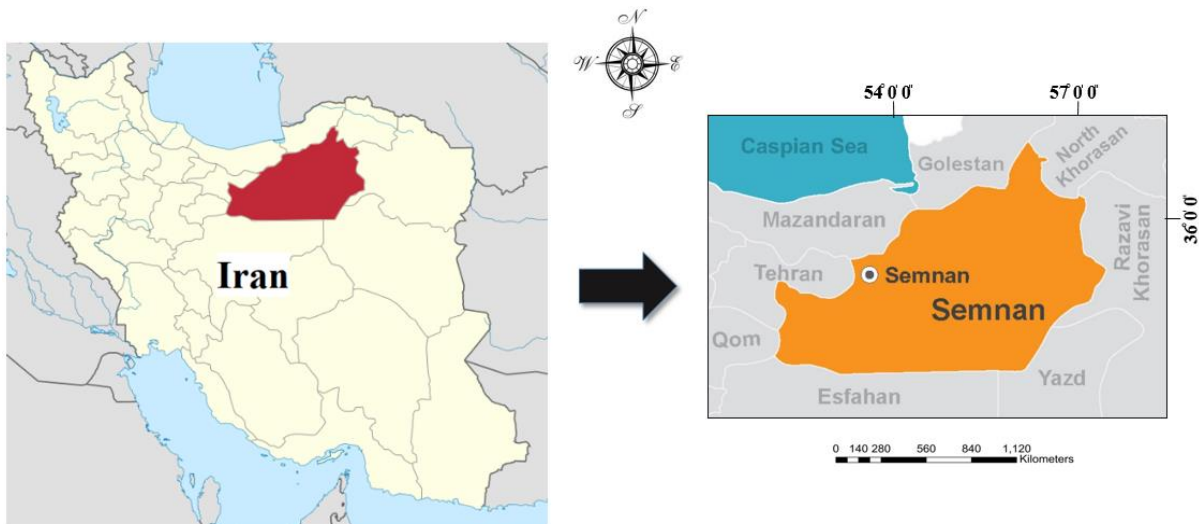 N
W
E
S
Iran
54°0'0"
57°0'0"
36°0'0"
Caspian Sea
Golestan
North
Khorasan
Mazandaran
Razavi
Khorasan
Tehran
Semnan
Semnan
Qom
Esfahan
Yazd
0 140 280 560 840 1,120
Kilometers